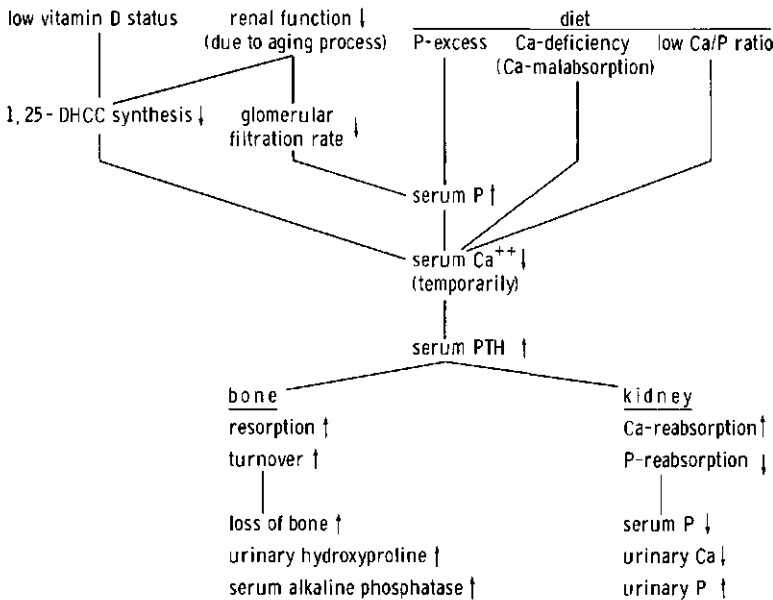 low vitamin D status
renal function ↓
(due to aging process)
diet
P-excess
Ca-deficiency
(Ca-malabsorption)
low Ca/P ratio
1,25-DHCC synthesis ↓
glomerular
filtration rate ↓
serum P ↑
serum Ca++ ↓
(temporarily)
serum PTH ↑
bone
resorption ↑
turnover ↑
loss of bone ↑
urinary hydroxyproline ↑
serum alkaline phosphatase ↑
kidney
Ca-reabsorption ↑
P-reabsorption ↓
serum P ↓
urinary Ca ↓
urinary P ↑